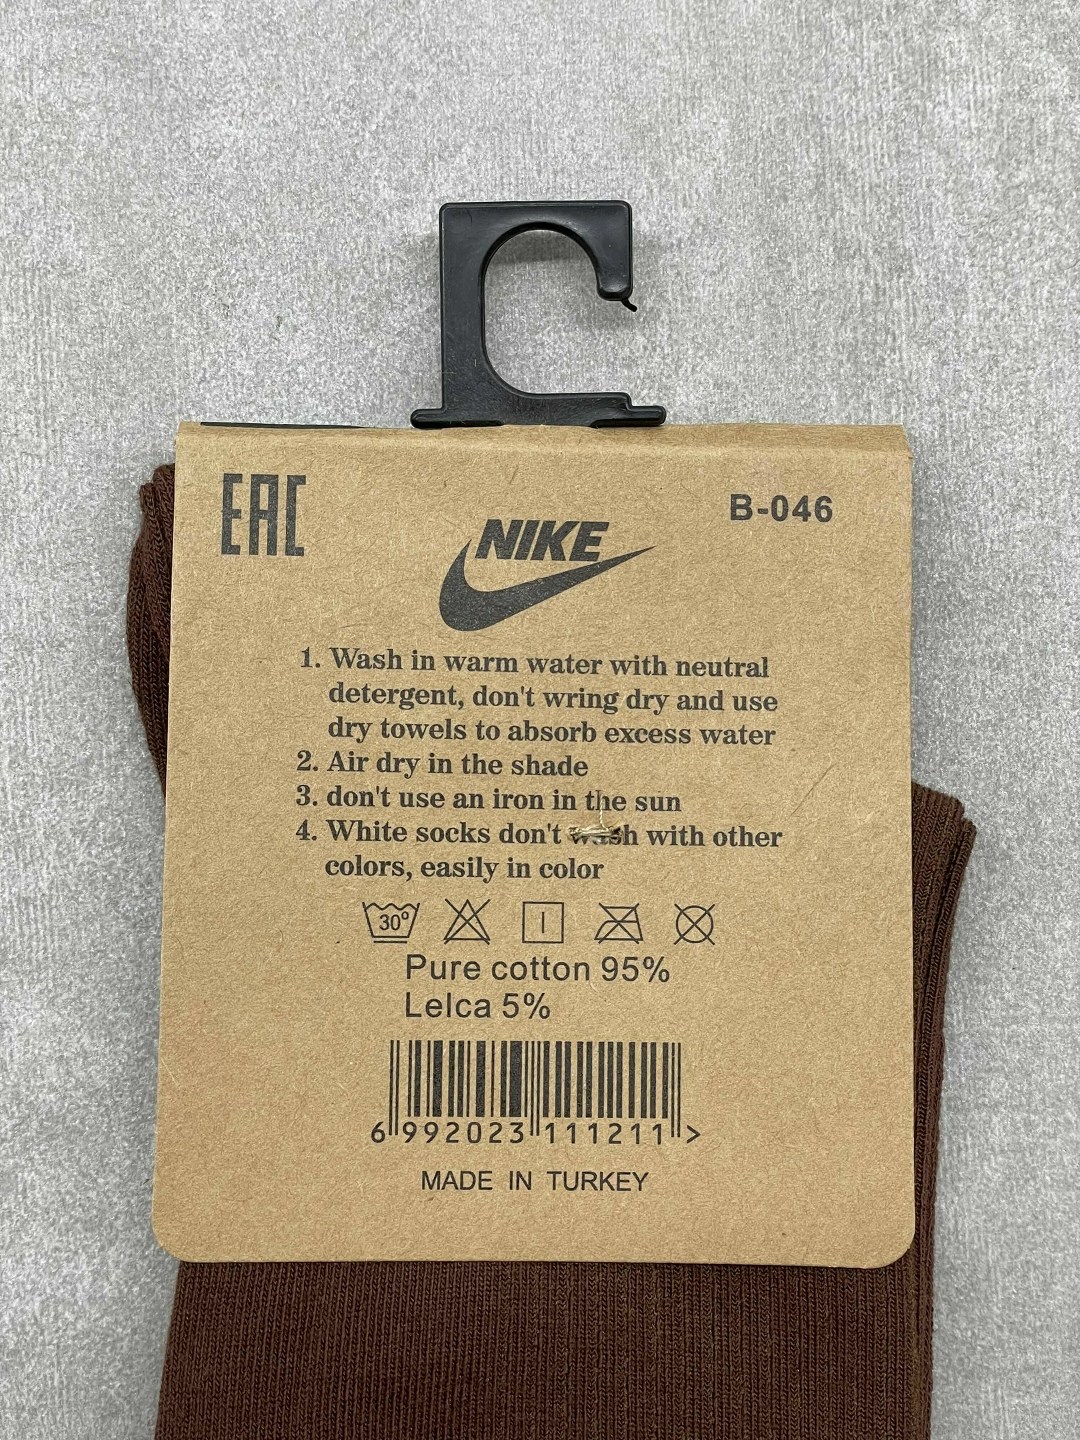 EAC
B-046
NIKE
1. Wash in warm water with neutral
detergent, don't wring dry and use
dry towels to absorb excess water
2. Air dry in the shade
3. don't use an iron in the sun
4. White socks don't wash with other
colors, easily in color
30°
Pure cotton 95%
Lelca 5%
6 992023 111211 >
MADE IN TURKEY